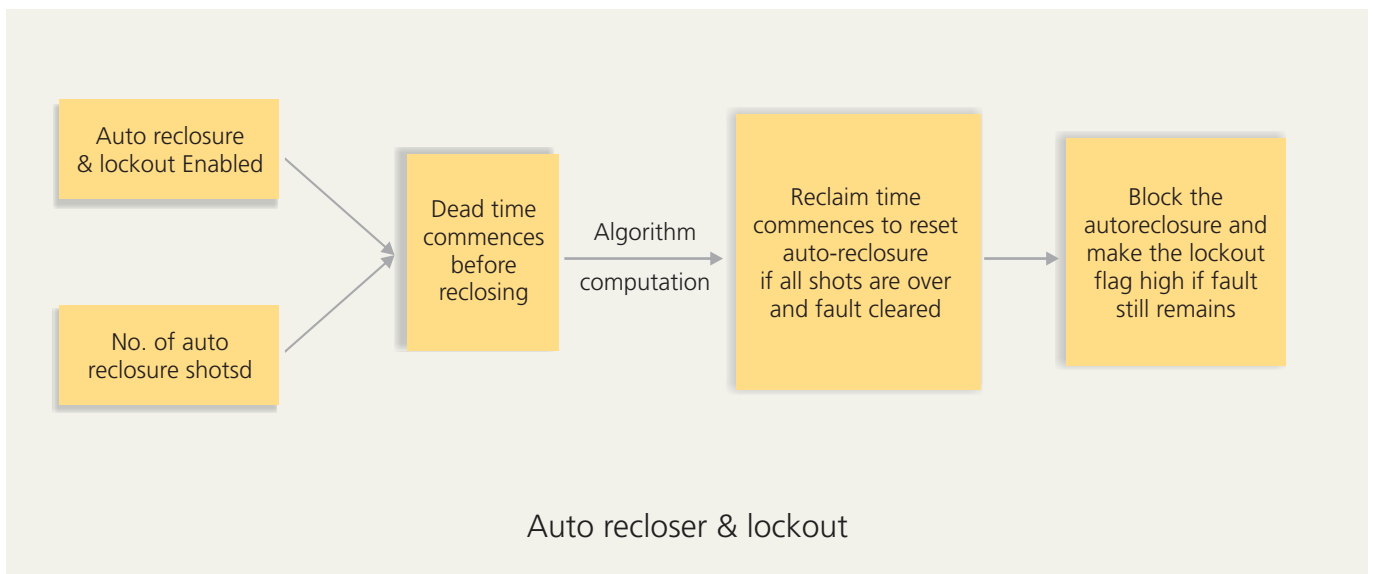 Auto reclosure
& lockout Enabled
No. of auto
reclosure shotsd
Dead time
commences
before
reclosing
Algorithm
computation
Reclaim time
commences to reset
auto-reclosure
if all shots are over
and fault cleared
Block the
autoreclosure and
make the lockout
flag high if fault
still remains
Auto recloser & lockout